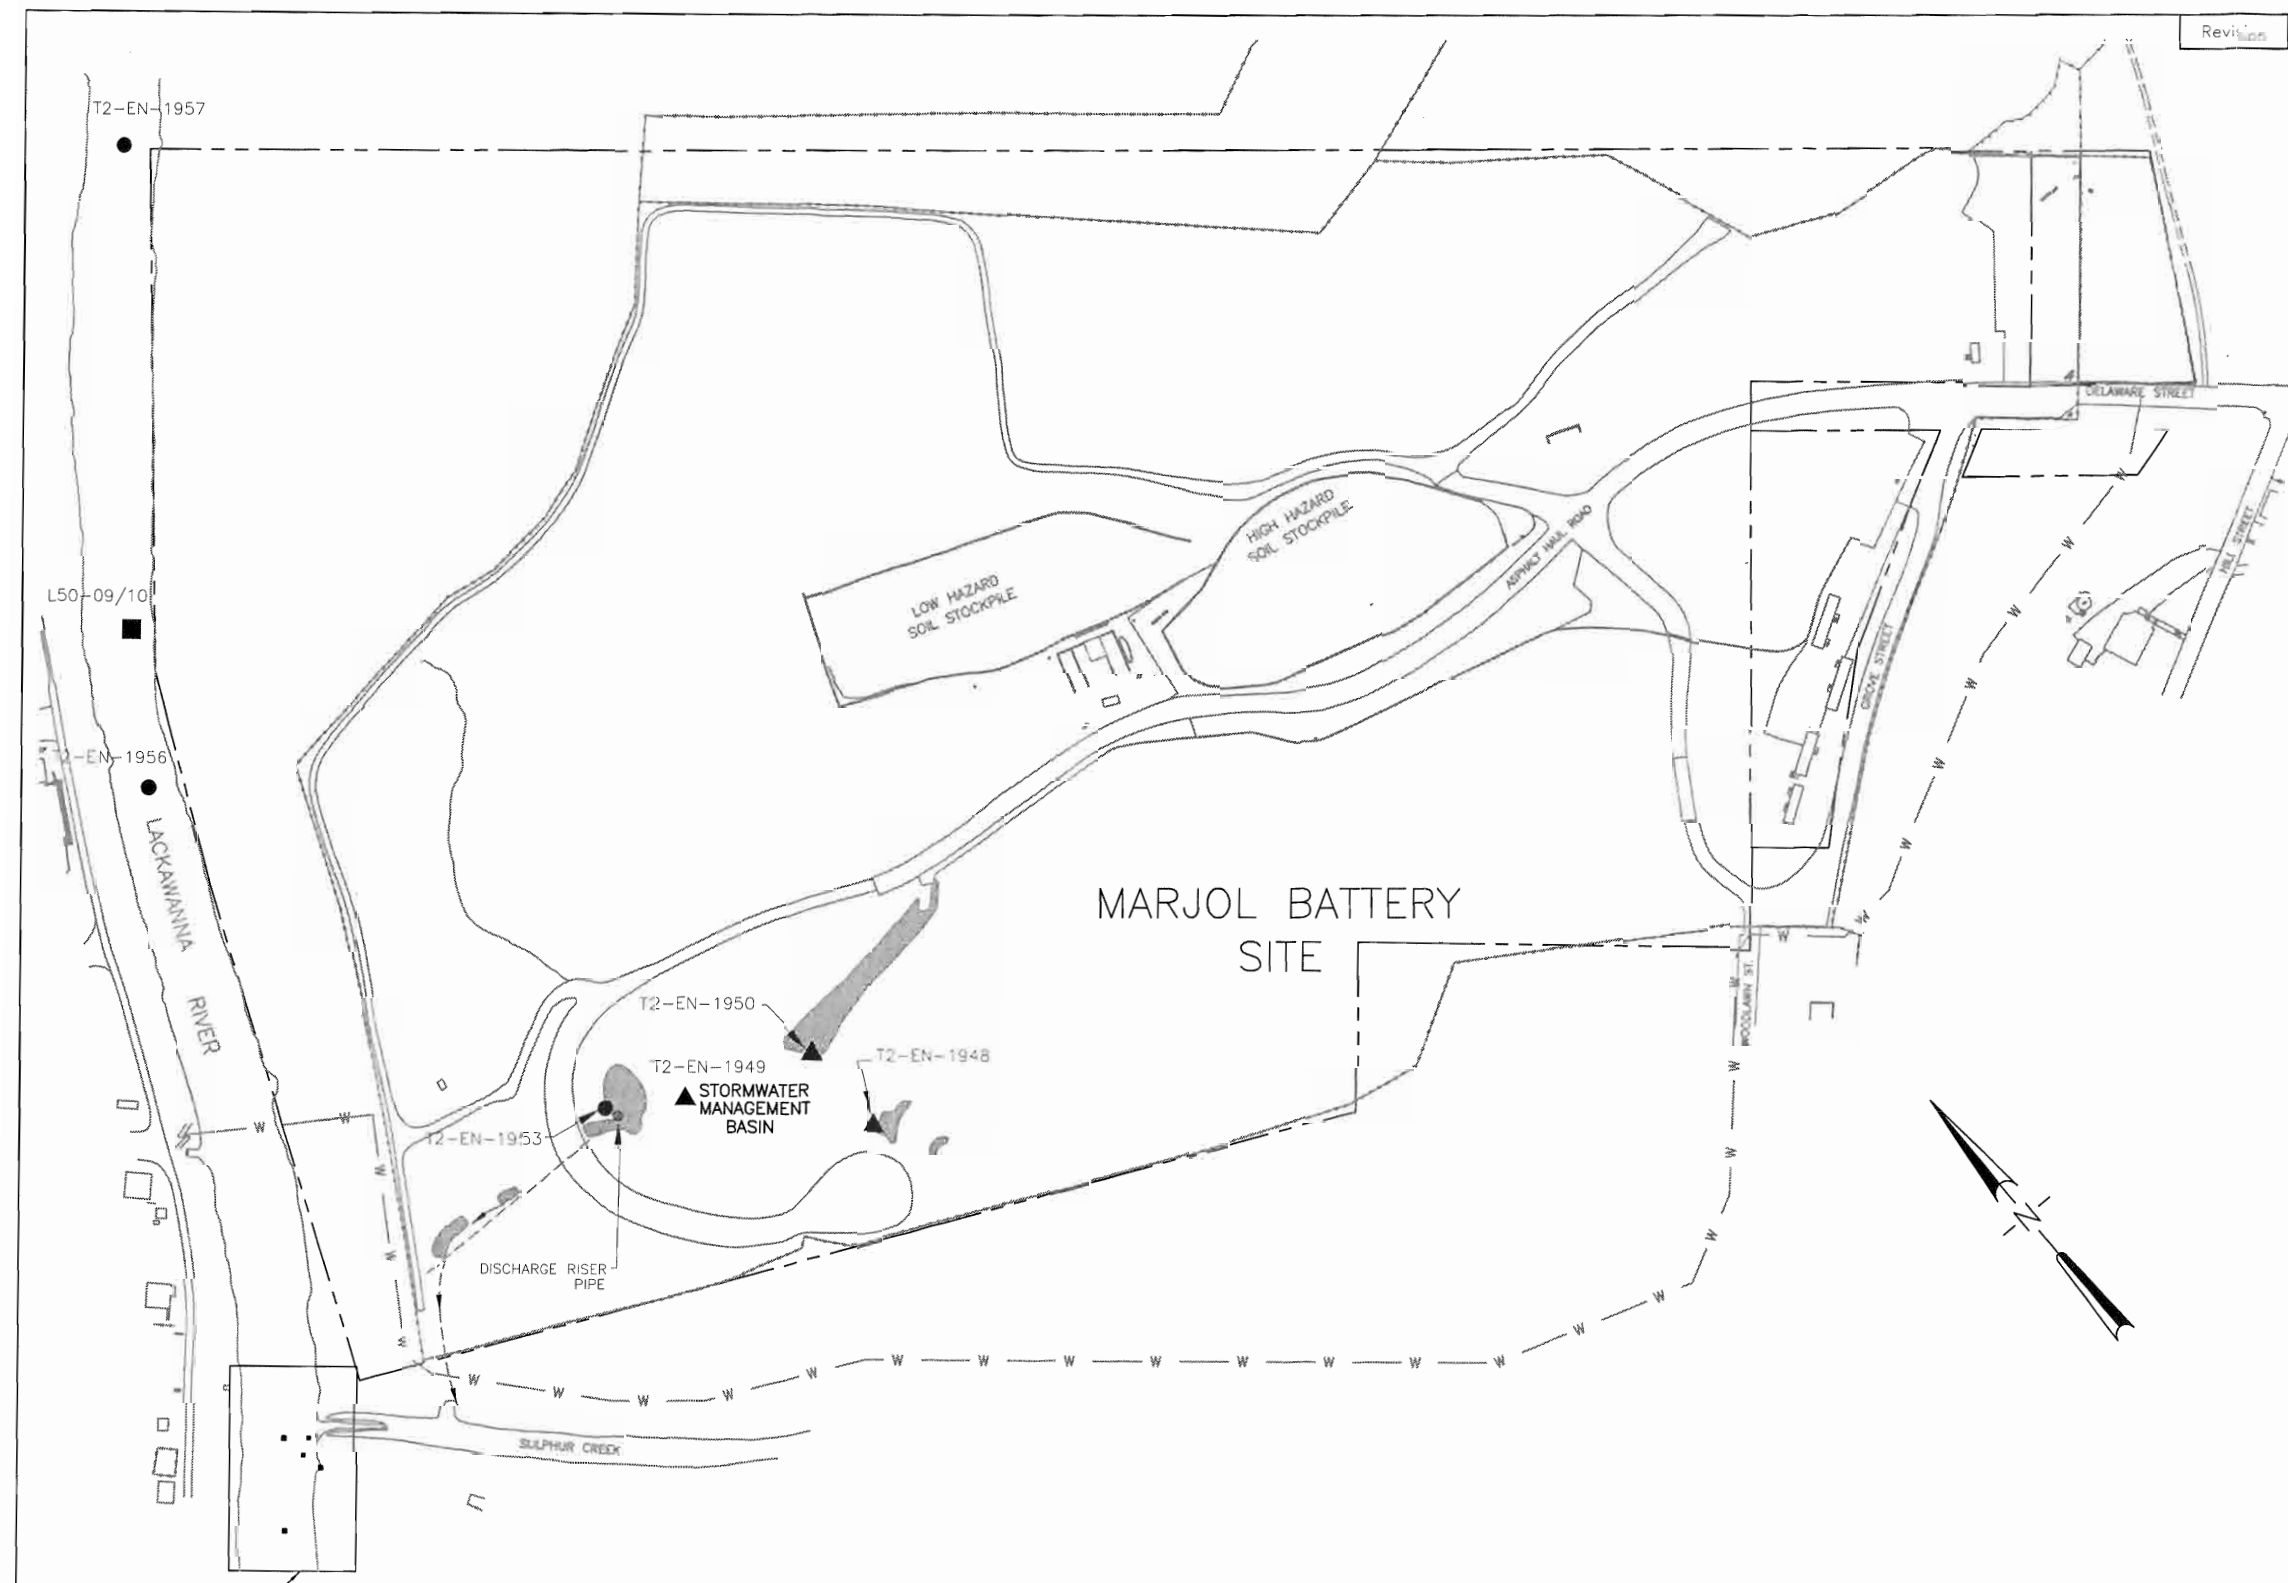 Revisions
T2-EN-1957
DELAWARE STREET
HIGH HAZARD
SOIL STOCKPILE
ASPHALT HAUL ROAD
HILL STREET
L50-09/10
LOW HAZARD
SOIL STOCKPILE
GROVE STREET
T2-EN-1956
LACKAWANNA
RIVER
MARJOL BATTERY
SITE
WOODLAWN ST.
T2-EN-1950
T2-EN-1948
T2-EN-1949
STORMWATER
MANAGEMENT
BASIN
T2-EN-1953
N
DISCHARGE RISER
PIPE
W W W W W W W W
W
W W W W
W W W W
W W W W
W W W W W W W W W W W W W W W
SULPHUR CREEK